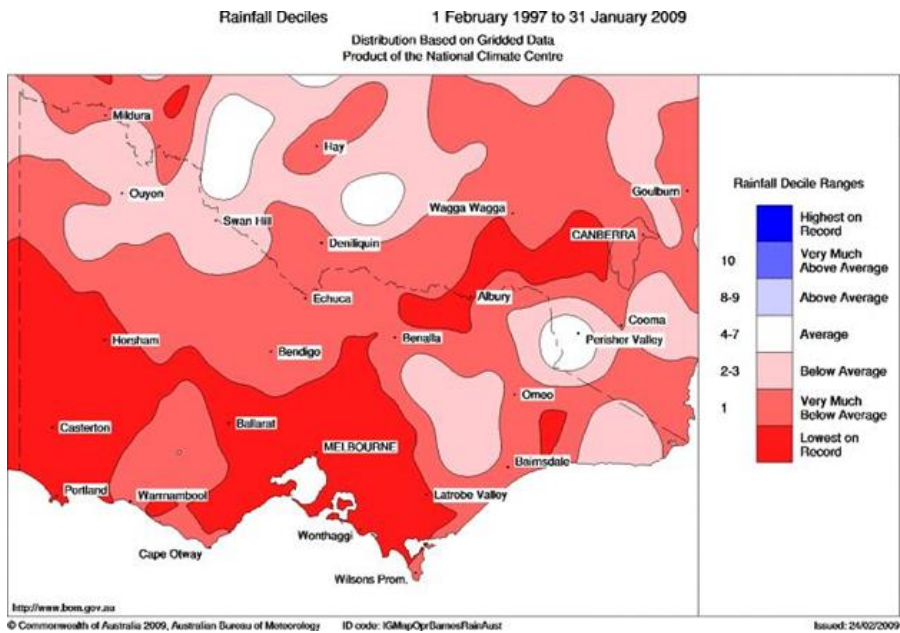 Rainfall Deciles 1 February 1997 to 31 January 2009
Distribution Based on Gridded Data
Product of the National Climate Centre
Mildura
Hay
Ouyen
Goulburn
Swan Hill
Wagga Wagga
Deniliquin
CANBERRA
Echuca
Albury
Cooma
Horsham
Benalla
Perisher Valley
Bendigo
Omeo
Casterton
Ballarat
MELBOURNE
Bairnsdale
Portland
Warrnambool
Latrobe Valley
Wonthaggi
Cape Otway
Wilsons Prom.
Rainfall Decile Ranges
Highest on
Record
10 Very Much
Above Average
8-9 Above Average
4-7 Average
2-3 Below Average
1 Very Much
Below Average
Lowest on
Record
http://www.bom.gov.au
© Commonwealth of Australia 2009, Australian Bureau of Meteorology ID code: IGMapOprBarnesRainAust Issued: 24/02/2009